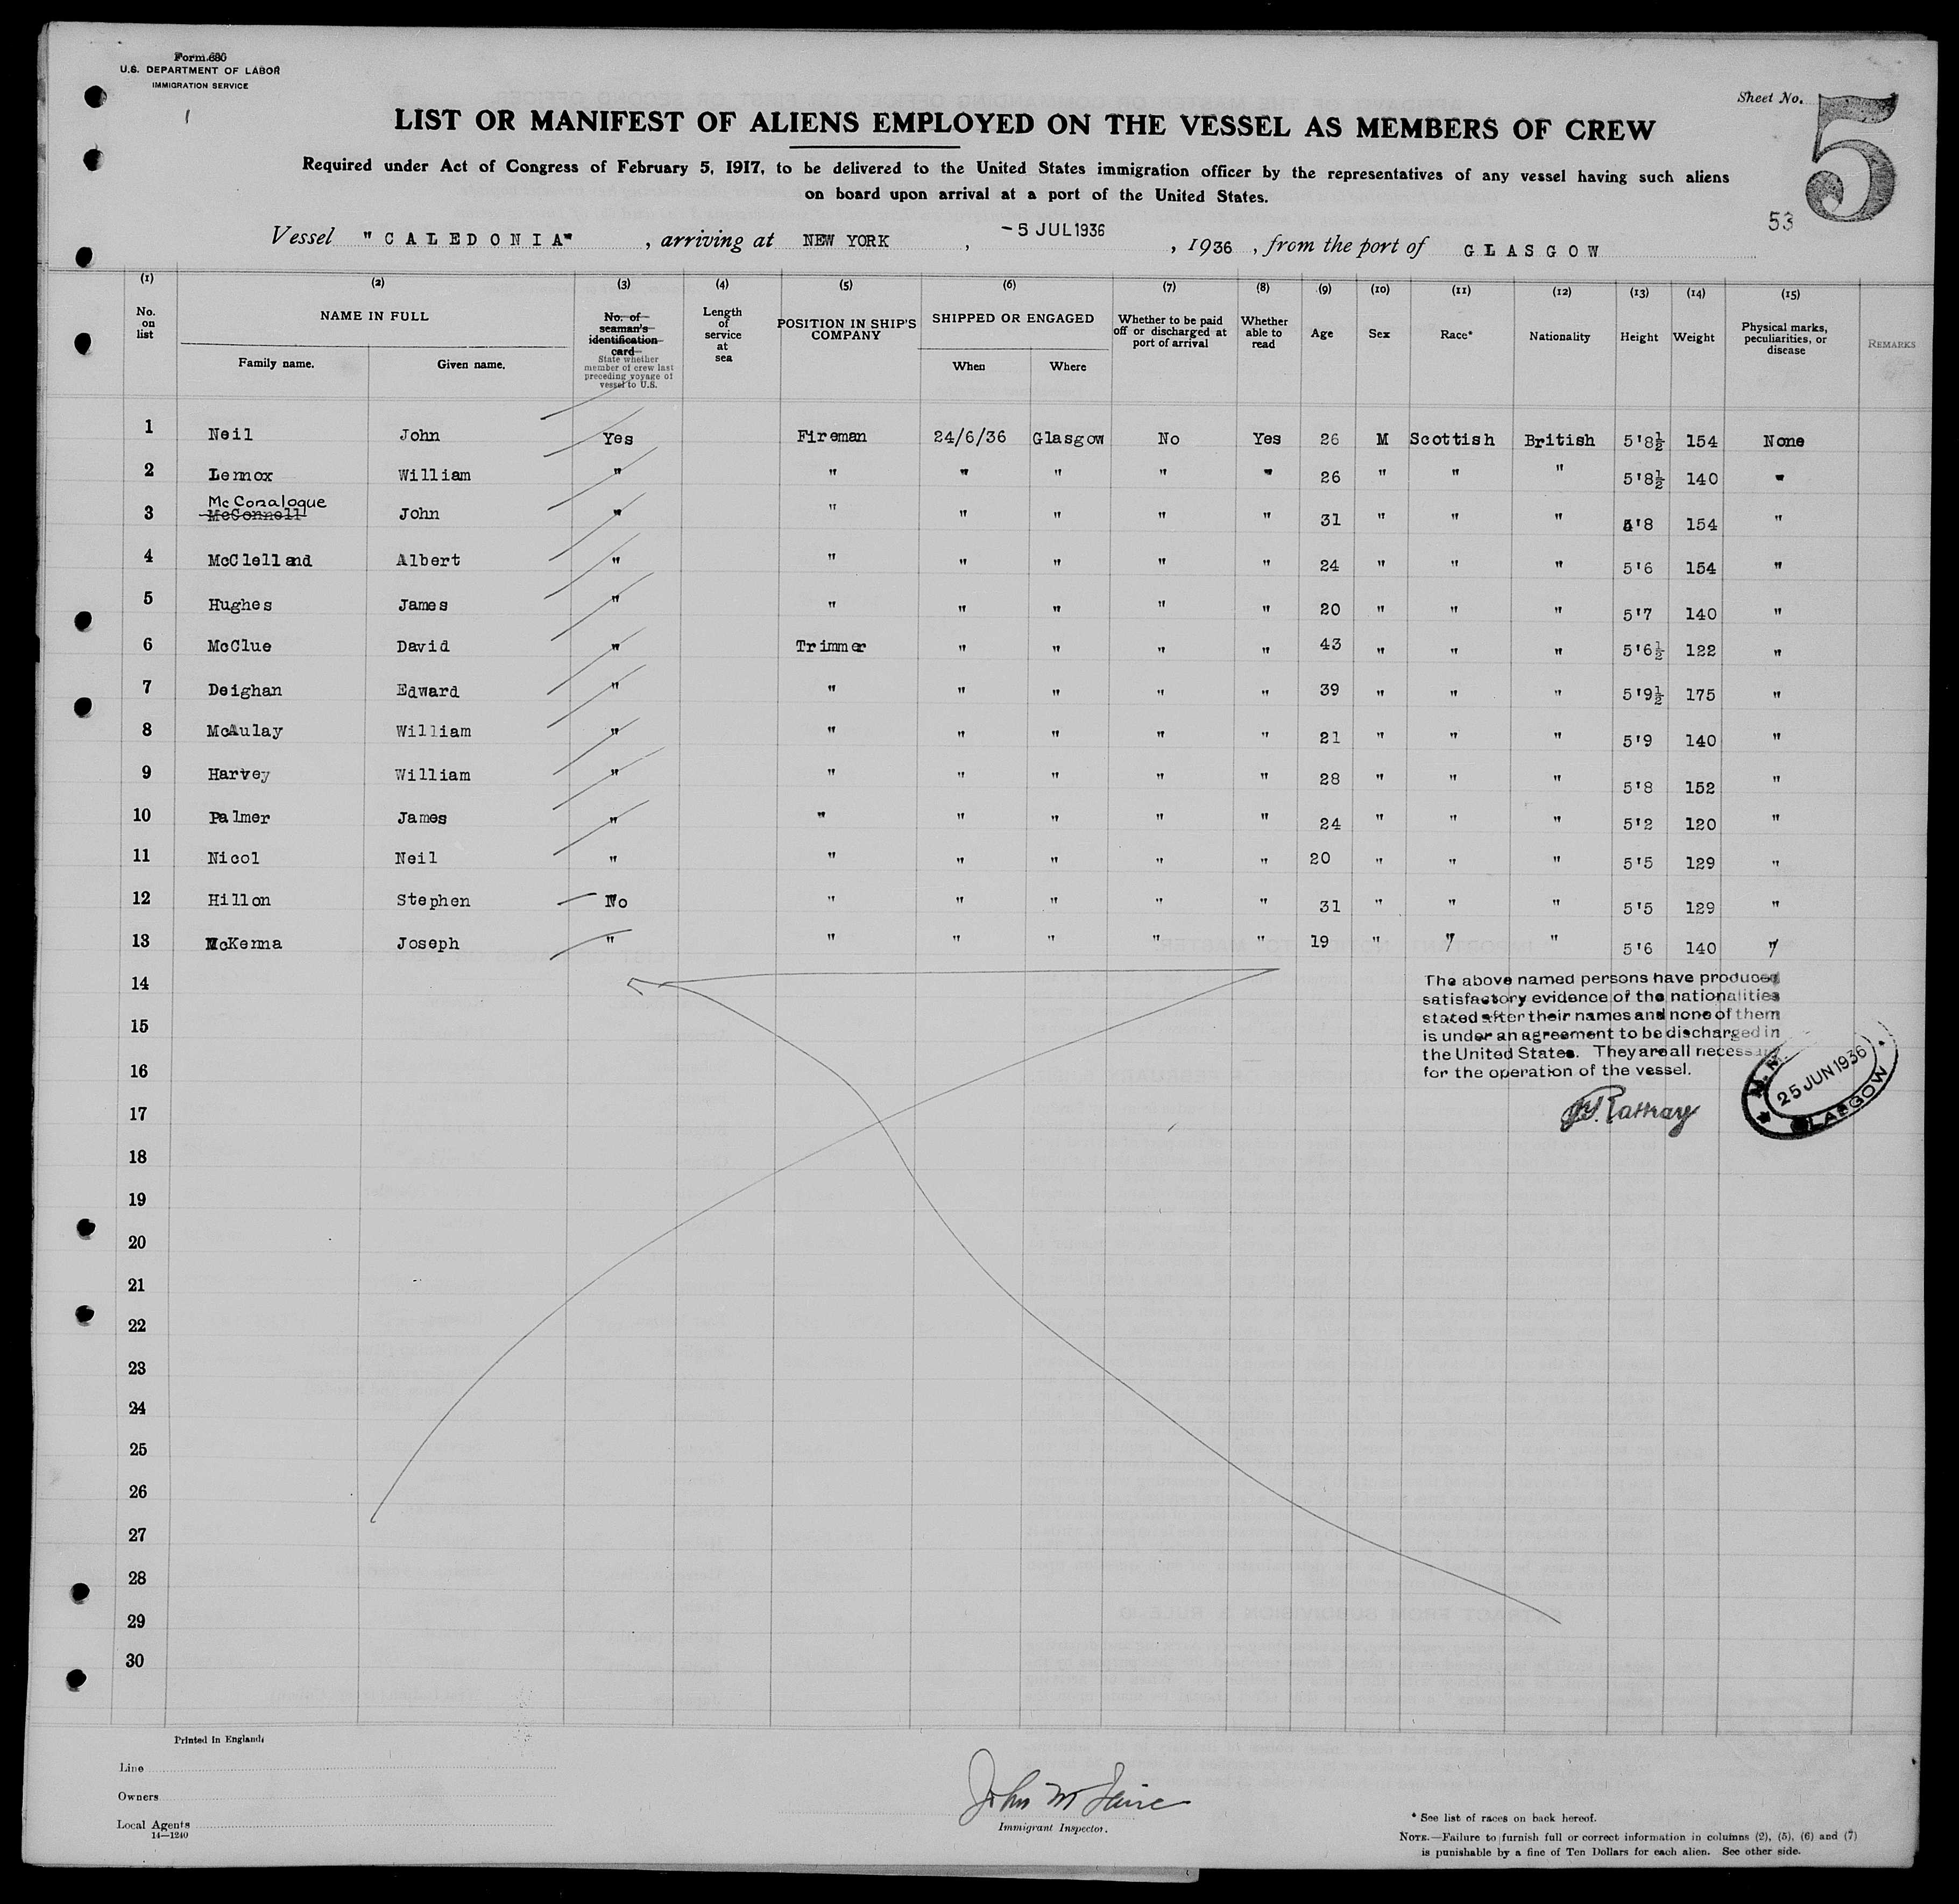 Form 680
U.S. DEPARTMENT OF LABOR
IMMIGRATION SERVICE
Sheet No. 5
LIST OR MANIFEST OF ALIENS EMPLOYED ON THE VESSEL AS MEMBERS OF CREW
Required under Act of Congress of February 5, 1917, to be delivered to the United States immigration officer by the representatives of any vessel having such aliens
on board upon arrival at a port of the United States.
53
Vessel "CALEDONIA", arriving at NEW YORK, -5 JUL 1936, 1936, from the port of GLASGOW
(1) (2) (3) (4) (5) (6) (7) (8) (9) (10) (11) (12) (13) (14) (15)
No. on list
NAME IN FULL
Family name. Given name.
No. of seaman's identification card
State whether member of crew last preceding voyage of vessel to U.S.
Length of service at sea
POSITION IN SHIP'S COMPANY
SHIPPED OR ENGAGED
When Where
Whether to be paid off or discharged at port of arrival
Whether able to read
Age
Sex
Race*
Nationality
Height
Weight
Physical marks, peculiarities, or disease
REMARKS
1 Neil John Yes Fireman 24/6/36 Glasgow No Yes 26 M Scottish British 5'8½ 154 None
2 Lennox William " " " " " " 26 " " " 5'8½ 140 "
McConalogue
3 McConnell John " " " " " " 31 " " " 5'8 154 "
4 McClelland Albert " " " " " " 24 " " " 5'6 154 "
5 Hughes James " " " " " " 20 " " " 5'7 140 "
6 McClue David " Trimmer " " " " 43 " " " 5'6½ 122 "
7 Deighan Edward " " " " " " 39 " " " 5'9½ 175 "
8 McAulay William " " " " " " 21 " " " 5'9 140 "
9 Harvey William " " " " " " 28 " " " 5'8 152 "
10 Palmer James " " " " " " 24 " " " 5'2 120 "
11 Nicol Neil " " " " " " 20 " " " 5'5 129 "
12 Hillon Stephen No " " " " " 31 " " " 5'5 129 "
13 McKenna Joseph " " " " " " 19 " " " 5'6 140 "
14
The above named persons have produced
satisfactory evidence of the nationalities
stated after their names and none of them
is under an agreement to be discharged in
the United States. They are all necessary
for the operation of the vessel.
25 JUN 1936
GLASGOW
15
16
17
18
19
20
21
22
23
24
25
26
27
28
29
30
Printed in England.
Line
Owners
Local Agents
14—1240
John M
Immigrant Inspector.
* See list of races on back hereof.
NOTE.—Failure to furnish full or correct information in columns (2), (5), (6) and (7)
is punishable by a fine of Ten Dollars for each alien. See other side.